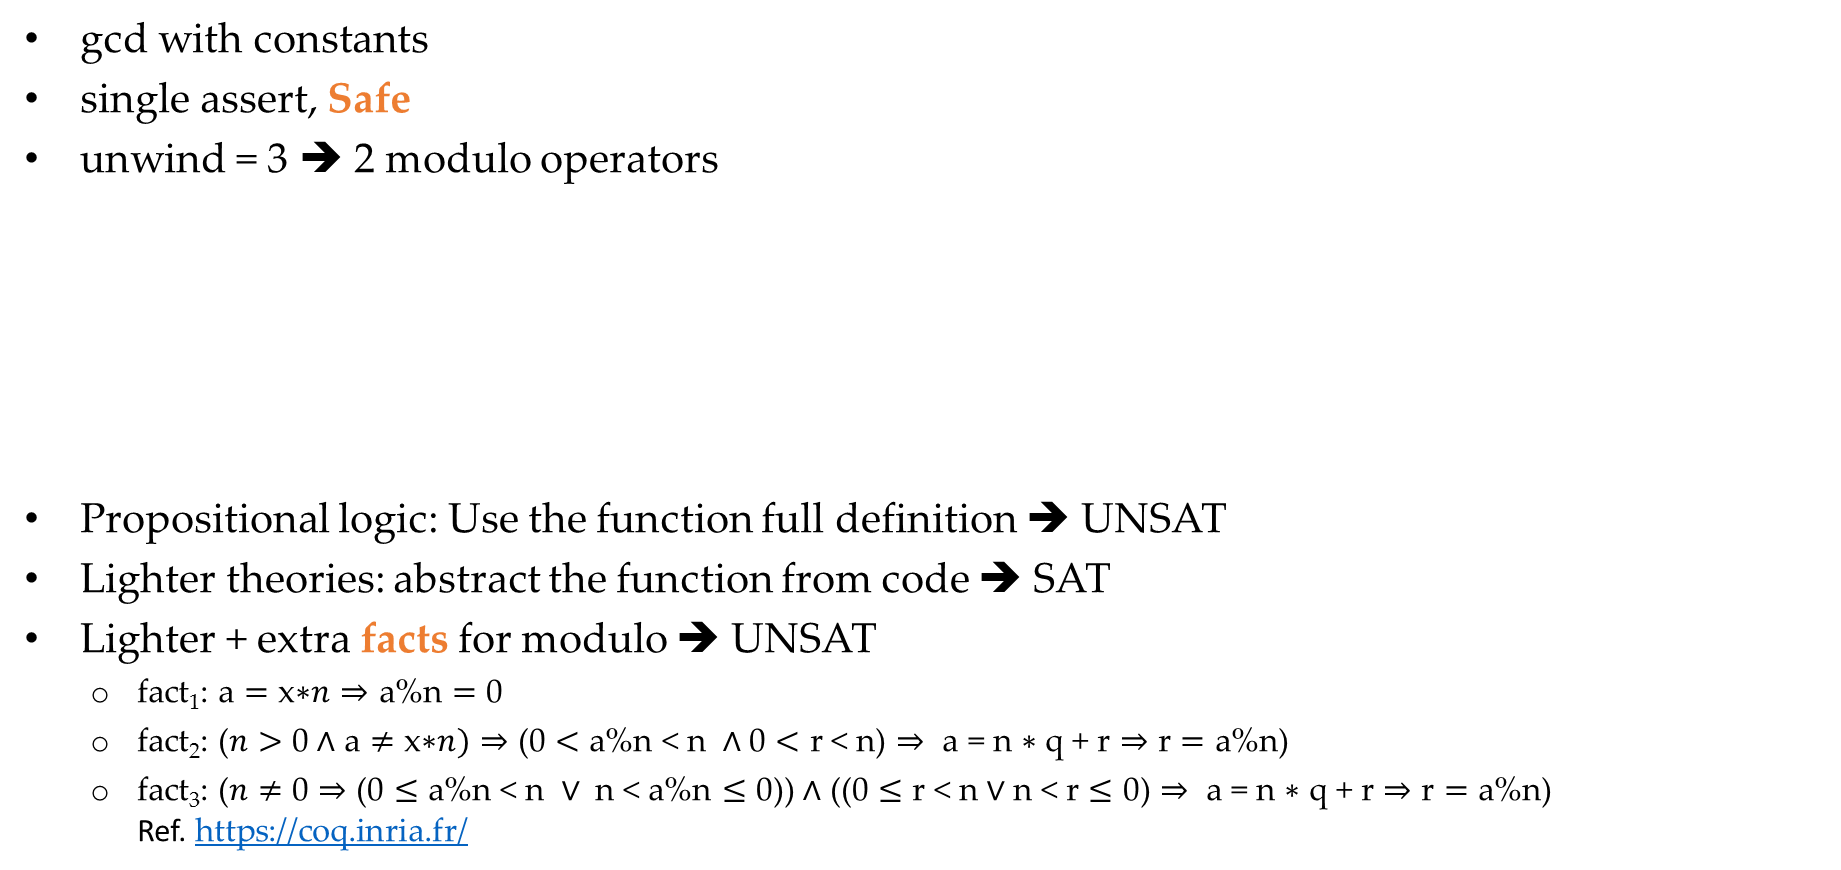 • gcd with constants
• single assert, Safe
• unwind = 3 🡺 2 modulo operators
• Propositional logic: Use the function full definition 🡺 UNSAT
• Lighter theories: abstract the function from code 🡺 SAT
• Lighter + extra facts for modulo 🡺 UNSAT
○ fact₁: a = x∗𝑛 ⇒ a%n = 0
○ fact₂: (𝑛 > 0 ∧ a ≠ x∗𝑛) ⇒ (0 < a%n < n ∧ 0 < r < n) ⇒ a = n ∗ q + r ⇒ r = a%n)
○ fact₃: (𝑛 ≠ 0 ⇒ (0 ≤ a%n < n ∨ n < a%n ≤ 0)) ∧ ((0 ≤ r < n ∨ n < r ≤ 0) ⇒ a = n ∗ q + r ⇒ r = a%n)
Ref. https://coq.inria.fr/